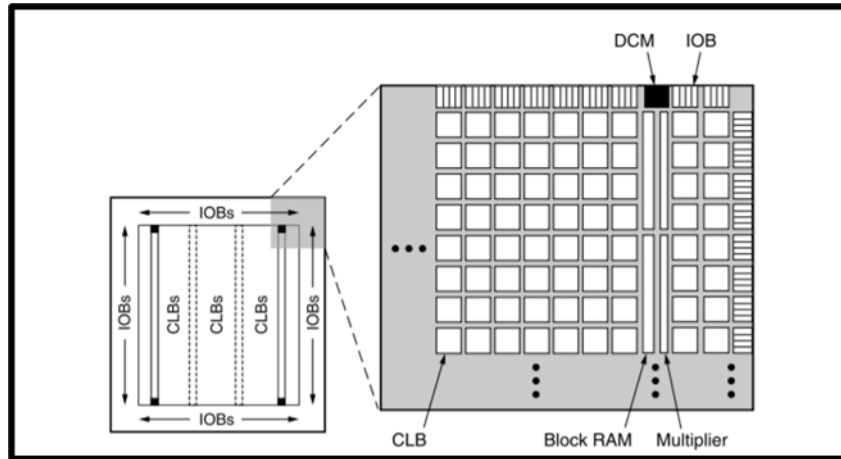 DCM IOB
IOBs
IOBs
CLBs
CLBs
CLBs
IOBs
IOBs
CLB
Block RAM
Multiplier